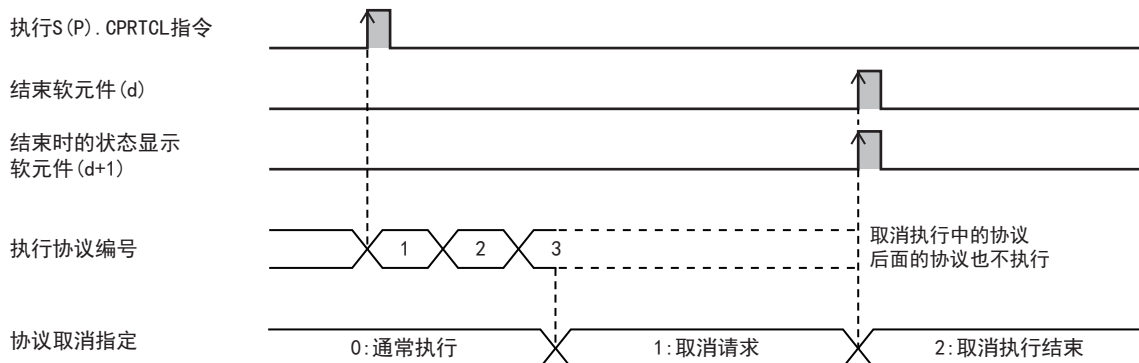 执行S(P).CPRTCL指令
结束软元件(d)
结束时的状态显示
软元件(d+1)
执行协议编号
1
2
3
取消执行中的协议
后面的协议也不执行
协议取消指定
0:通常执行
1:取消请求
2:取消执行结束